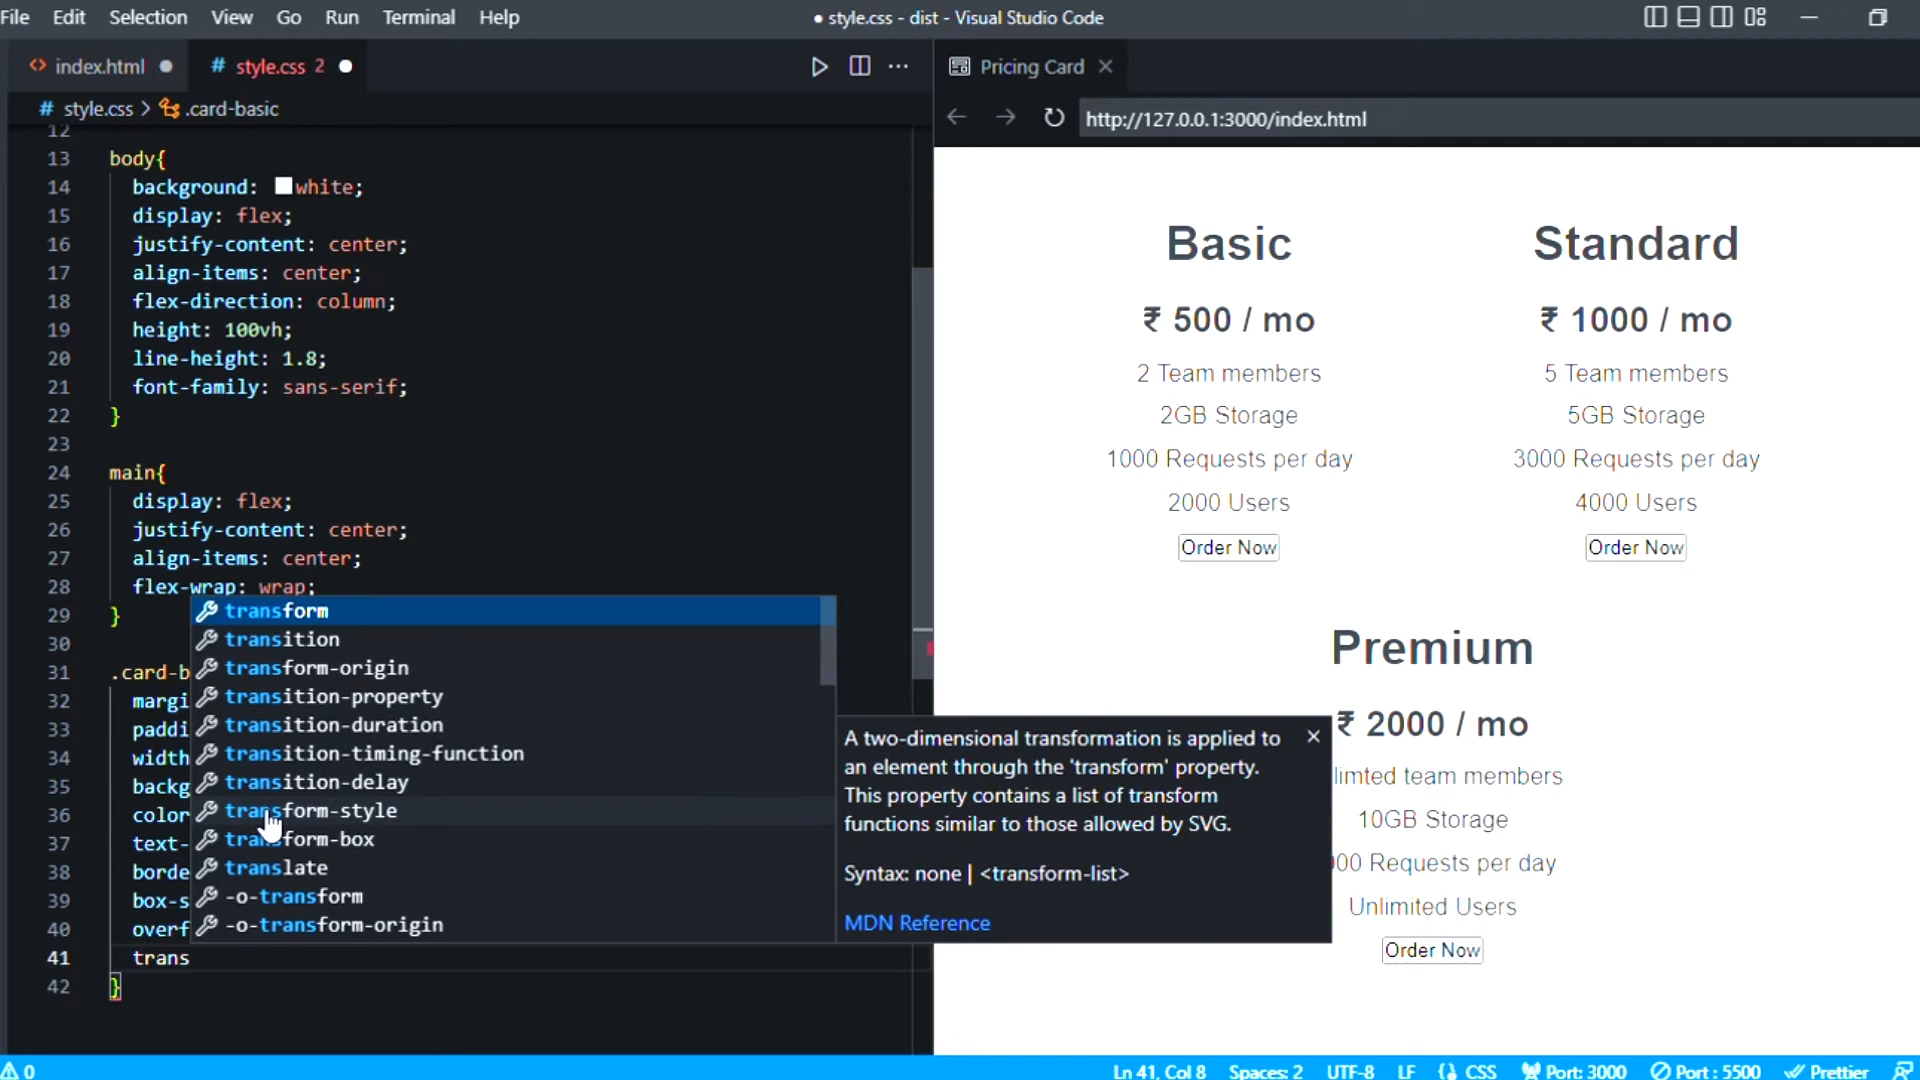 File Edit Selection View Go Run Terminal Help
● style.css - dist - Visual Studio Code
<> index.html ●
# style.css 2 ●
Pricing Card ×
# style.css > .card-basic
http://127.0.0.1:3000/index.html
12
13 body{
14 background: white;
15 display: flex;
16 justify-content: center;
17 align-items: center;
18 flex-direction: column;
19 height: 100vh;
20 line-height: 1.8;
21 font-family: sans-serif;
22 }
23
24 main{
25 display: flex;
26 justify-content: center;
27 align-items: center;
28 flex-wrap: wrap;
29 }
30
31 .card-b
32 margi
33 paddi
34 width
35 backg
36 color
37 text-
38 borde
39 box-s
40 overf
41 trans
42 }
transform
transition
transform-origin
transition-property
transition-duration
transition-timing-function
transition-delay
transform-style
transform-box
translate
-o-transform
-o-transform-origin
A two-dimensional transformation is applied to
an element through the 'transform' property.
This property contains a list of transform
functions similar to those allowed by SVG.
Syntax: none | <transform-list>
MDN Reference
Basic
₹ 500 / mo
2 Team members
2GB Storage
1000 Requests per day
2000 Users
Order Now
Standard
₹ 1000 / mo
5 Team members
5GB Storage
3000 Requests per day
4000 Users
Order Now
Premium
₹ 2000 / mo
limted team members
10GB Storage
00 Requests per day
Unlimited Users
Order Now
0
Ln 41, Col 8 Spaces: 2 UTF-8 LF {} CSS Port: 3000 Port : 5500 Prettier